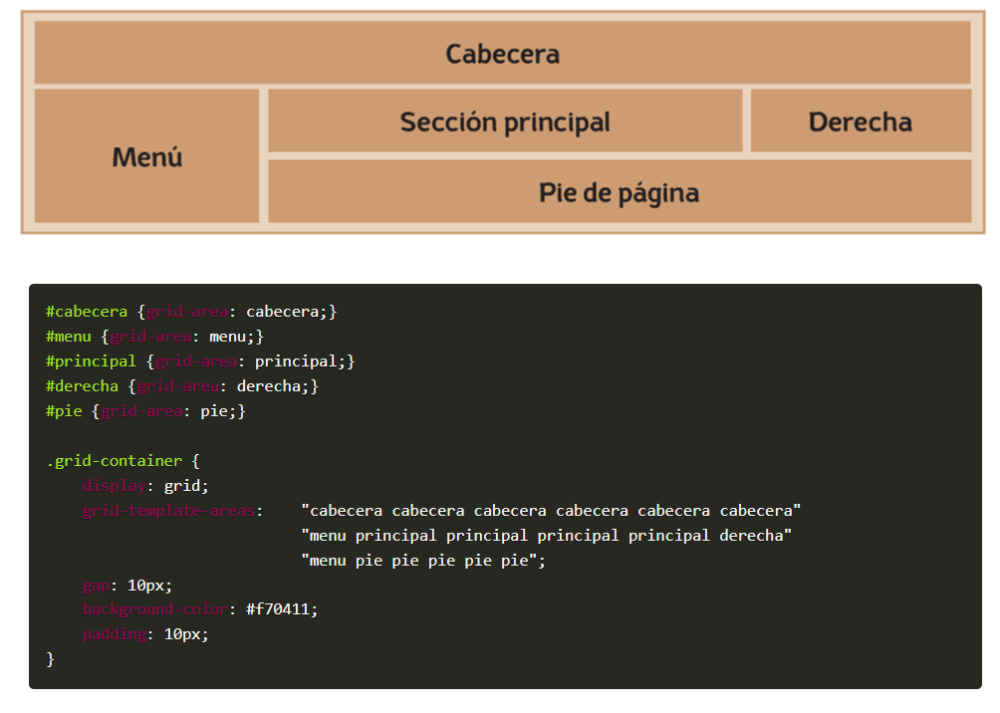 Cabecera
Menú
Sección principal
Derecha
Pie de página
#cabecera {grid-area: cabecera;}
#menu {grid-area: menu;}
#principal {grid-area: principal;}
#derecha {grid-area: derecha;}
#pie {grid-area: pie;}
.grid-container {
display: grid;
grid-template-areas: "cabecera cabecera cabecera cabecera cabecera cabecera"
"menu principal principal principal principal derecha"
"menu pie pie pie pie pie";
gap: 10px;
background-color: #f70411;
padding: 10px;
}